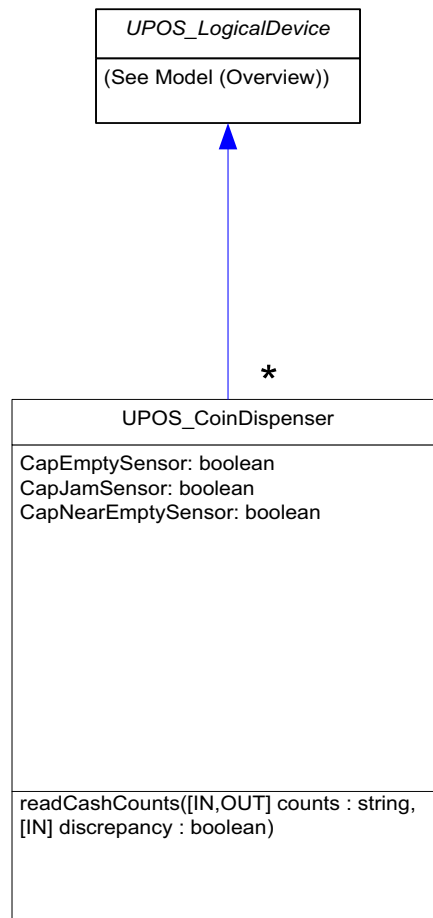 UPOS_LogicalDevice
(See Model (Overview))
*
UPOS_CoinDispenser
CapEmptySensor: boolean
CapJamSensor: boolean
CapNearEmptySensor: boolean
readCashCounts([IN,OUT] counts : string,
[IN] discrepancy : boolean)